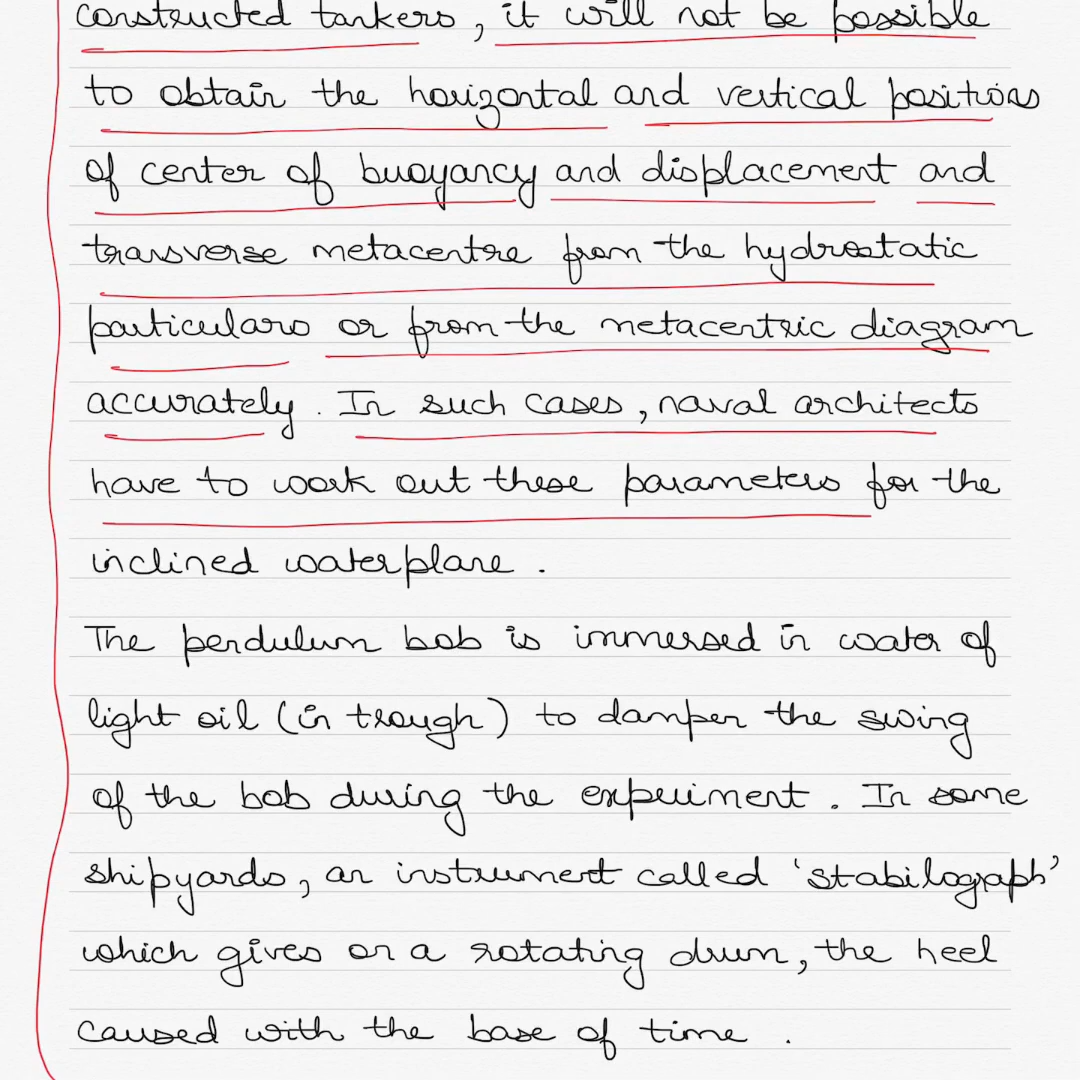 constructed tankers, it will not be possible
to obtain the horizontal and vertical positions
of center of buoyancy and displacement and
transverse metacentre from the hydrostatic
particulars or from the metacentric diagram
accurately. In such cases, naval architects
have to work out these parameters for the
inclined waterplane.
The pendulum bob is immersed in water of
light oil (in trough) to damper the swing
of the bob during the experiment. In some
shipyards, an instrument called 'stabilograph'
which gives on a rotating drum, the heel
caused with the base of time.